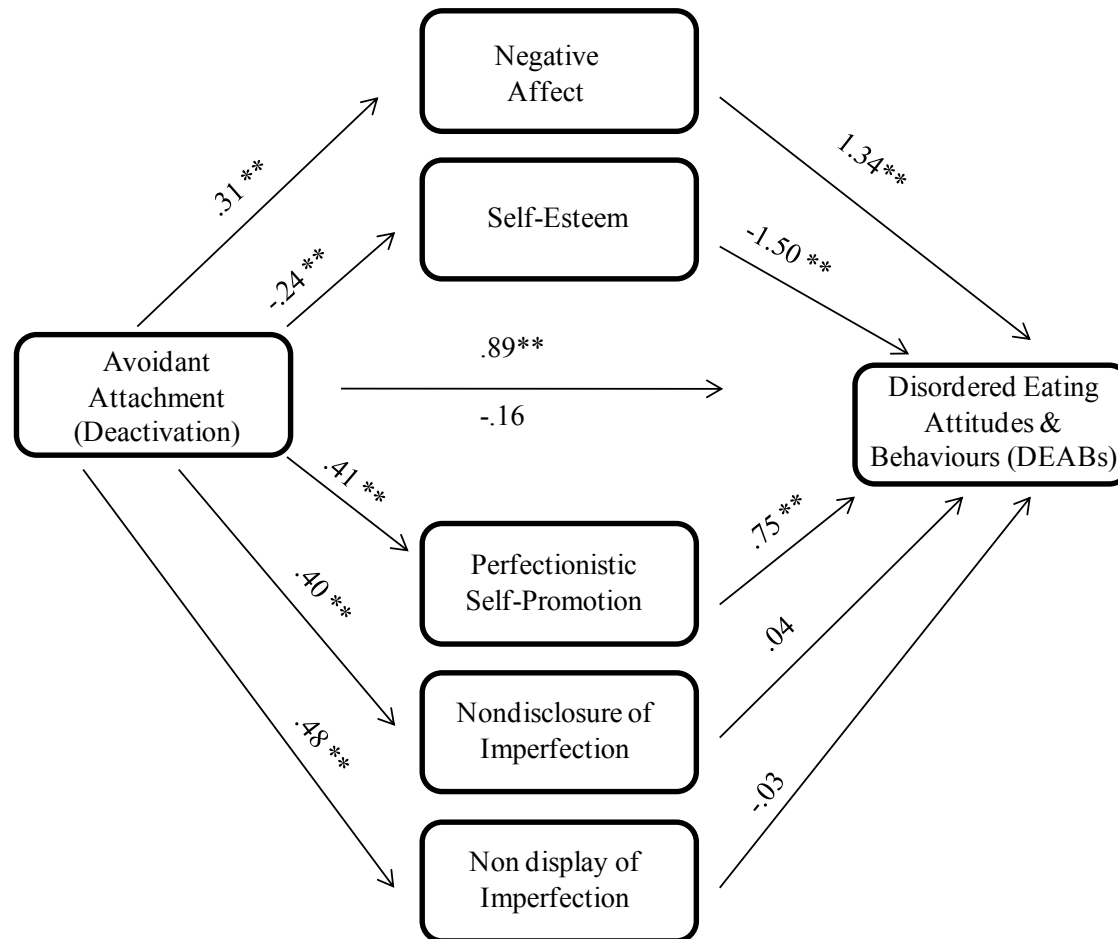 Negative
Affect
.31 **
1.34**
Self-Esteem
-.24 **
-1.50 **
Avoidant
Attachment
(Deactivation)
.89**
-.16
Disordered Eating
Attitudes &
Behaviours (DEABs)
.41 **
.75 **
Perfectionistic
Self-Promotion
.40 **
.04
Nondisclosure of
Imperfection
.48 **
-.03
Non display of
Imperfection